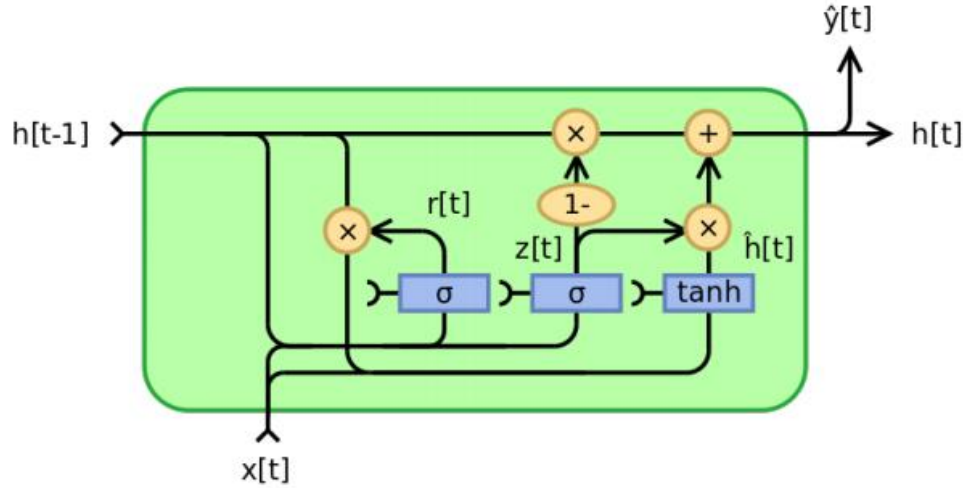 ŷ[t]
h[t-1]
×
+
h[t]
r[t]
1-
×
z[t]
×
ĥ[t]
σ
σ
tanh
x[t]